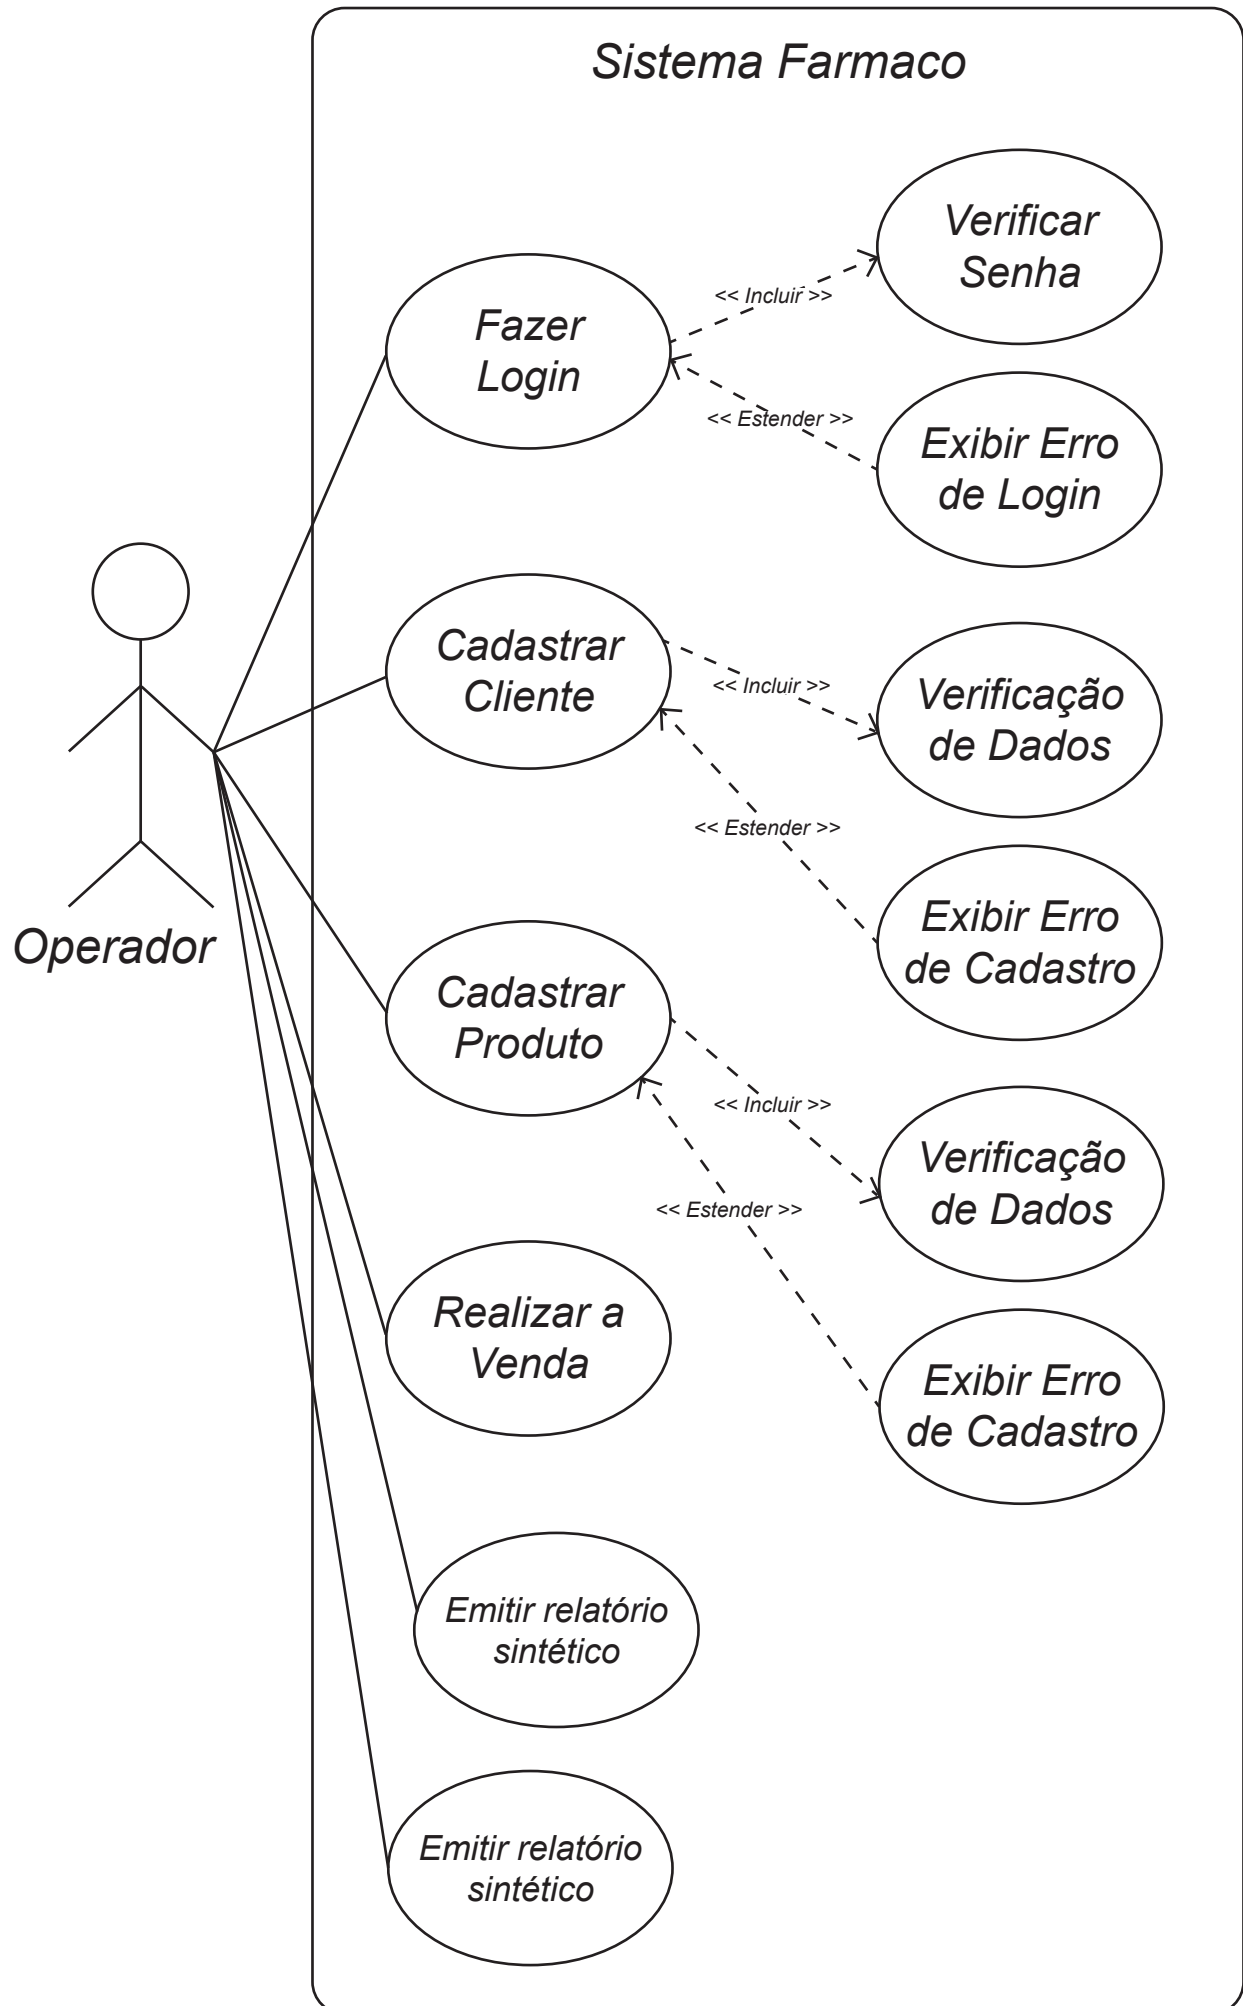 Sistema Farmaco
Verificar
Senha
<< Incluir >>
Fazer
Login
<< Estender >>
Exibir Erro
de Login
Cadastrar
Cliente
<< Incluir >>
Verificação
de Dados
<< Estender >>
Exibir Erro
de Cadastro
Operador
Cadastrar
Produto
<< Incluir >>
Verificação
de Dados
<< Estender >>
Realizar a
Venda
Exibir Erro
de Cadastro
Emitir relatório
sintético
Emitir relatório
sintético